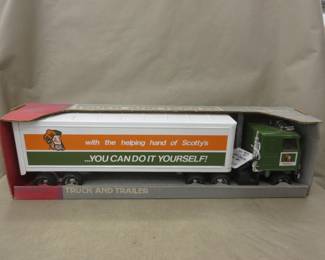 with the helping hand of Scotty's
...YOU CAN DO IT YOURSELF!
TRUCK AND TRAILER